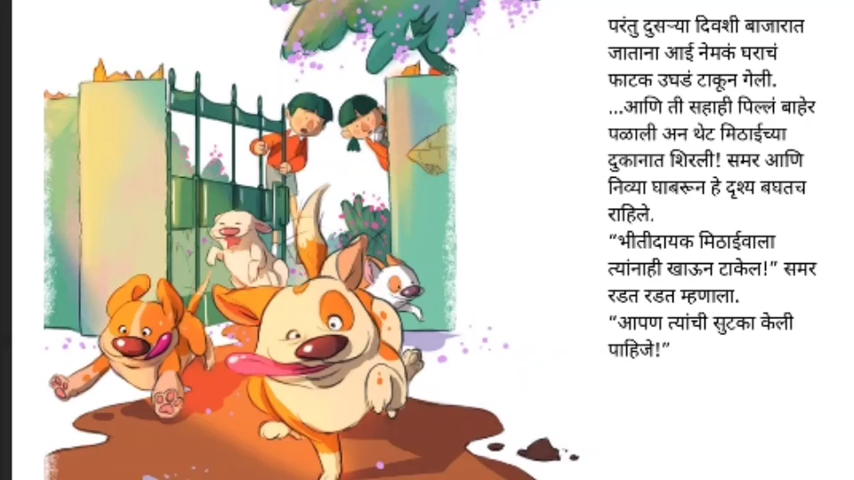 परंतु दुसऱ्या दिवशी बाजारात
जाताना आई नेमकं घराचं
फाटक उघडं टाकून गेली.
...आणि ती सहाही पिल्लं बाहेर
पळाली अन थेट मिठाईच्या
दुकानात शिरली! समर आणि
निव्या घाबरून हे दृश्य बघतच
राहिले.
“भीतीदायक मिठाईवाला
त्यांनाही खाऊन टाकेल!” समर
रडत रडत म्हणाला.
“आपण त्यांची सुटका केली
पाहिजे!”